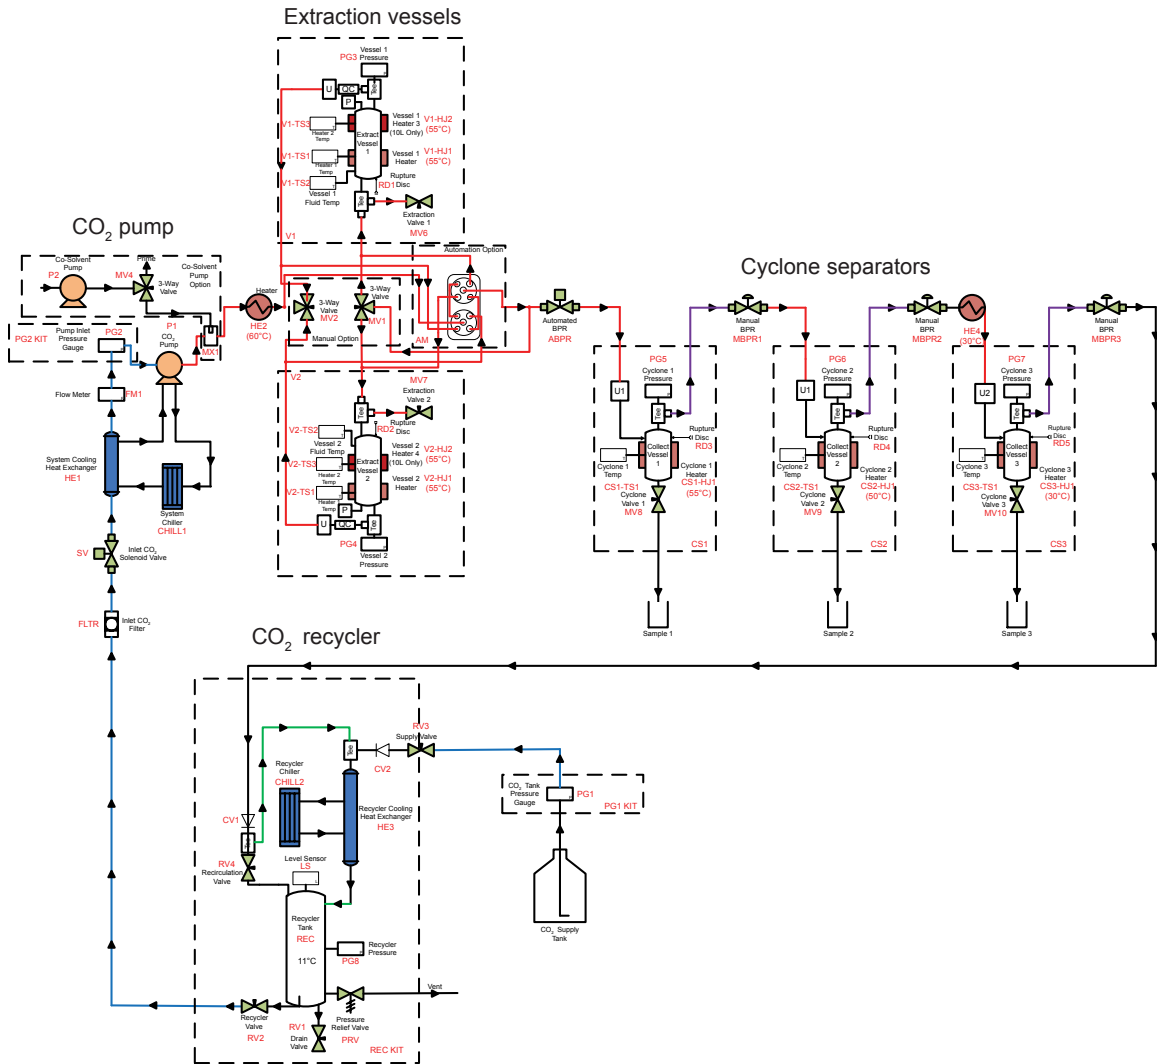 Extraction vessels
Vessel 1
Pressure
PG3
U
QC
Tee
P
V1-TS3
Heater 2
Temp
Extract
Vessel
1
Vessel 1
Heater 3
(10L Only)
V1-HJ2
(55°C)
V1-TS1
Heater 1
Temp
Vessel 1
Heater
V1-HJ1
(55°C)
V1-TS2
Vessel 1
Fluid Temp
Rupture
Disc
RD1
Tee
Extraction
Valve 1
MV6
V1
CO2 pump
Co-Solvent
Pump
P2
MV4
Prime
3-Way
Valve
Co-Solvent
Pump
Option
P1
CO2
Pump
PG2 KIT
PG2
Pump Inlet
Pressure
Gauge
MX1
Flow Meter
FM1
Heater
HE2
(60°C)
3-Way
Valve
MV2
3-Way
Valve
MV1
Manual Option
Automation Option
AM
Automated
BPR
ABPR
System Cooling
Heat Exchanger
HE1
System
Chiller
CHILL1
SV
Inlet CO2
Solenoid Valve
FLTR
Inlet CO2
Filter
V2
MV7
Extraction
Valve 2
Tee
Rupture
Disc
RD2
V2-TS2
Vessel 2
Fluid Temp
V2-TS3
Heater 2
Temp
V2-TS1
Heater 1
Temp
Extract
Vessel
2
Vessel 2
Heater 4
(10L Only)
V2-HJ2
(55°C)
Vessel 2
Heater
V2-HJ1
(55°C)
P
U
QC
Tee
PG4
Vessel 2
Pressure
Cyclone separators
Manual
BPR
MBPR1
Manual
BPR
MBPR2
HE4
(30°C)
Manual
BPR
MBPR3
PG5
Cyclone 1
Pressure
U1
Tee
Collect
Vessel
1
Rupture
Disc
RD3
Cyclone 1
Temp
CS1-TS1
Cyclone 1
Heater
CS1-HJ1
(55°C)
Cyclone
Valve 1
MV8
CS1
Sample 1
PG6
Cyclone 2
Pressure
U1
Tee
Collect
Vessel
2
Rupture
Disc
RD4
Cyclone 2
Temp
CS2-TS1
Cyclone 2
Heater
CS2-HJ1
(50°C)
Cyclone
Valve 2
MV9
CS2
Sample 2
PG7
Cyclone 3
Pressure
U2
Tee
Collect
Vessel
3
Rupture
Disc
RD5
Cyclone 3
Temp
CS3-TS1
Cyclone 3
Heater
CS3-HJ1
(30°C)
Cyclone
Valve 3
MV10
CS3
Sample 3
CO2 recycler
RV3
Supply Valve
Tee
CV2
Recycler
Chiller
CHILL2
Recycler Cooling
Heat Exchanger
HE3
CV1
Tee
RV4
Recirculation
Valve
Level Sensor
LS
L
Recycler
Tank
REC
11°C
Recycler
Pressure
PG8
Vent
Recycler
Valve
RV2
RV1
Drain
Valve
Pressure
Relief Valve
PRV
REC KIT
CO2 Tank
Pressure
Gauge
PG1
PG1 KIT
CO2 Supply
Tank